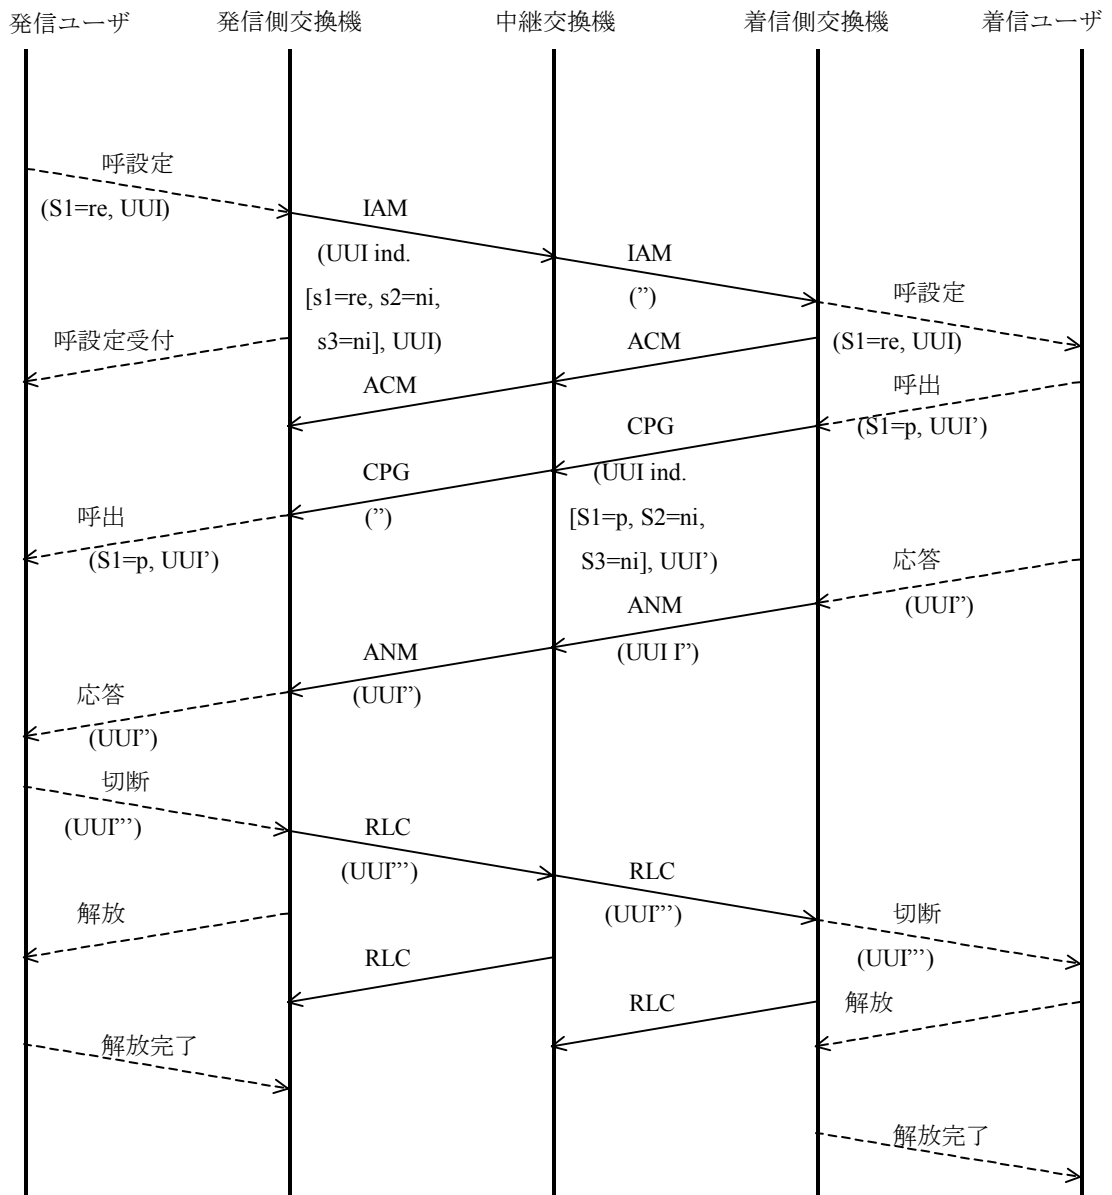 発信ユーザ 発信側交換機 中継交換機 着信側交換機 着信ユーザ
呼設定
(S1=re, UUI) IAM
(UUI ind. IAM
[s1=re, s2=ni, (”) 呼設定
呼設定受付 s3=ni], UUI) ACM (S1=re, UUI)
ACM 呼出
CPG (S1=p, UUI’)
CPG (UUI ind.
呼出 (”) [S1=p, S2=ni,
(S1=p, UUI’) S3=ni], UUI’) 応答
ANM (UUI”)
ANM (UUI I”)
応答 (UUI”)
(UUI”)
切断
(UUI”’) RLC
(UUI”’) RLC
解放 (UUI”’) 切断
RLC (UUI”’)
RLC 解放
解放完了
解放完了